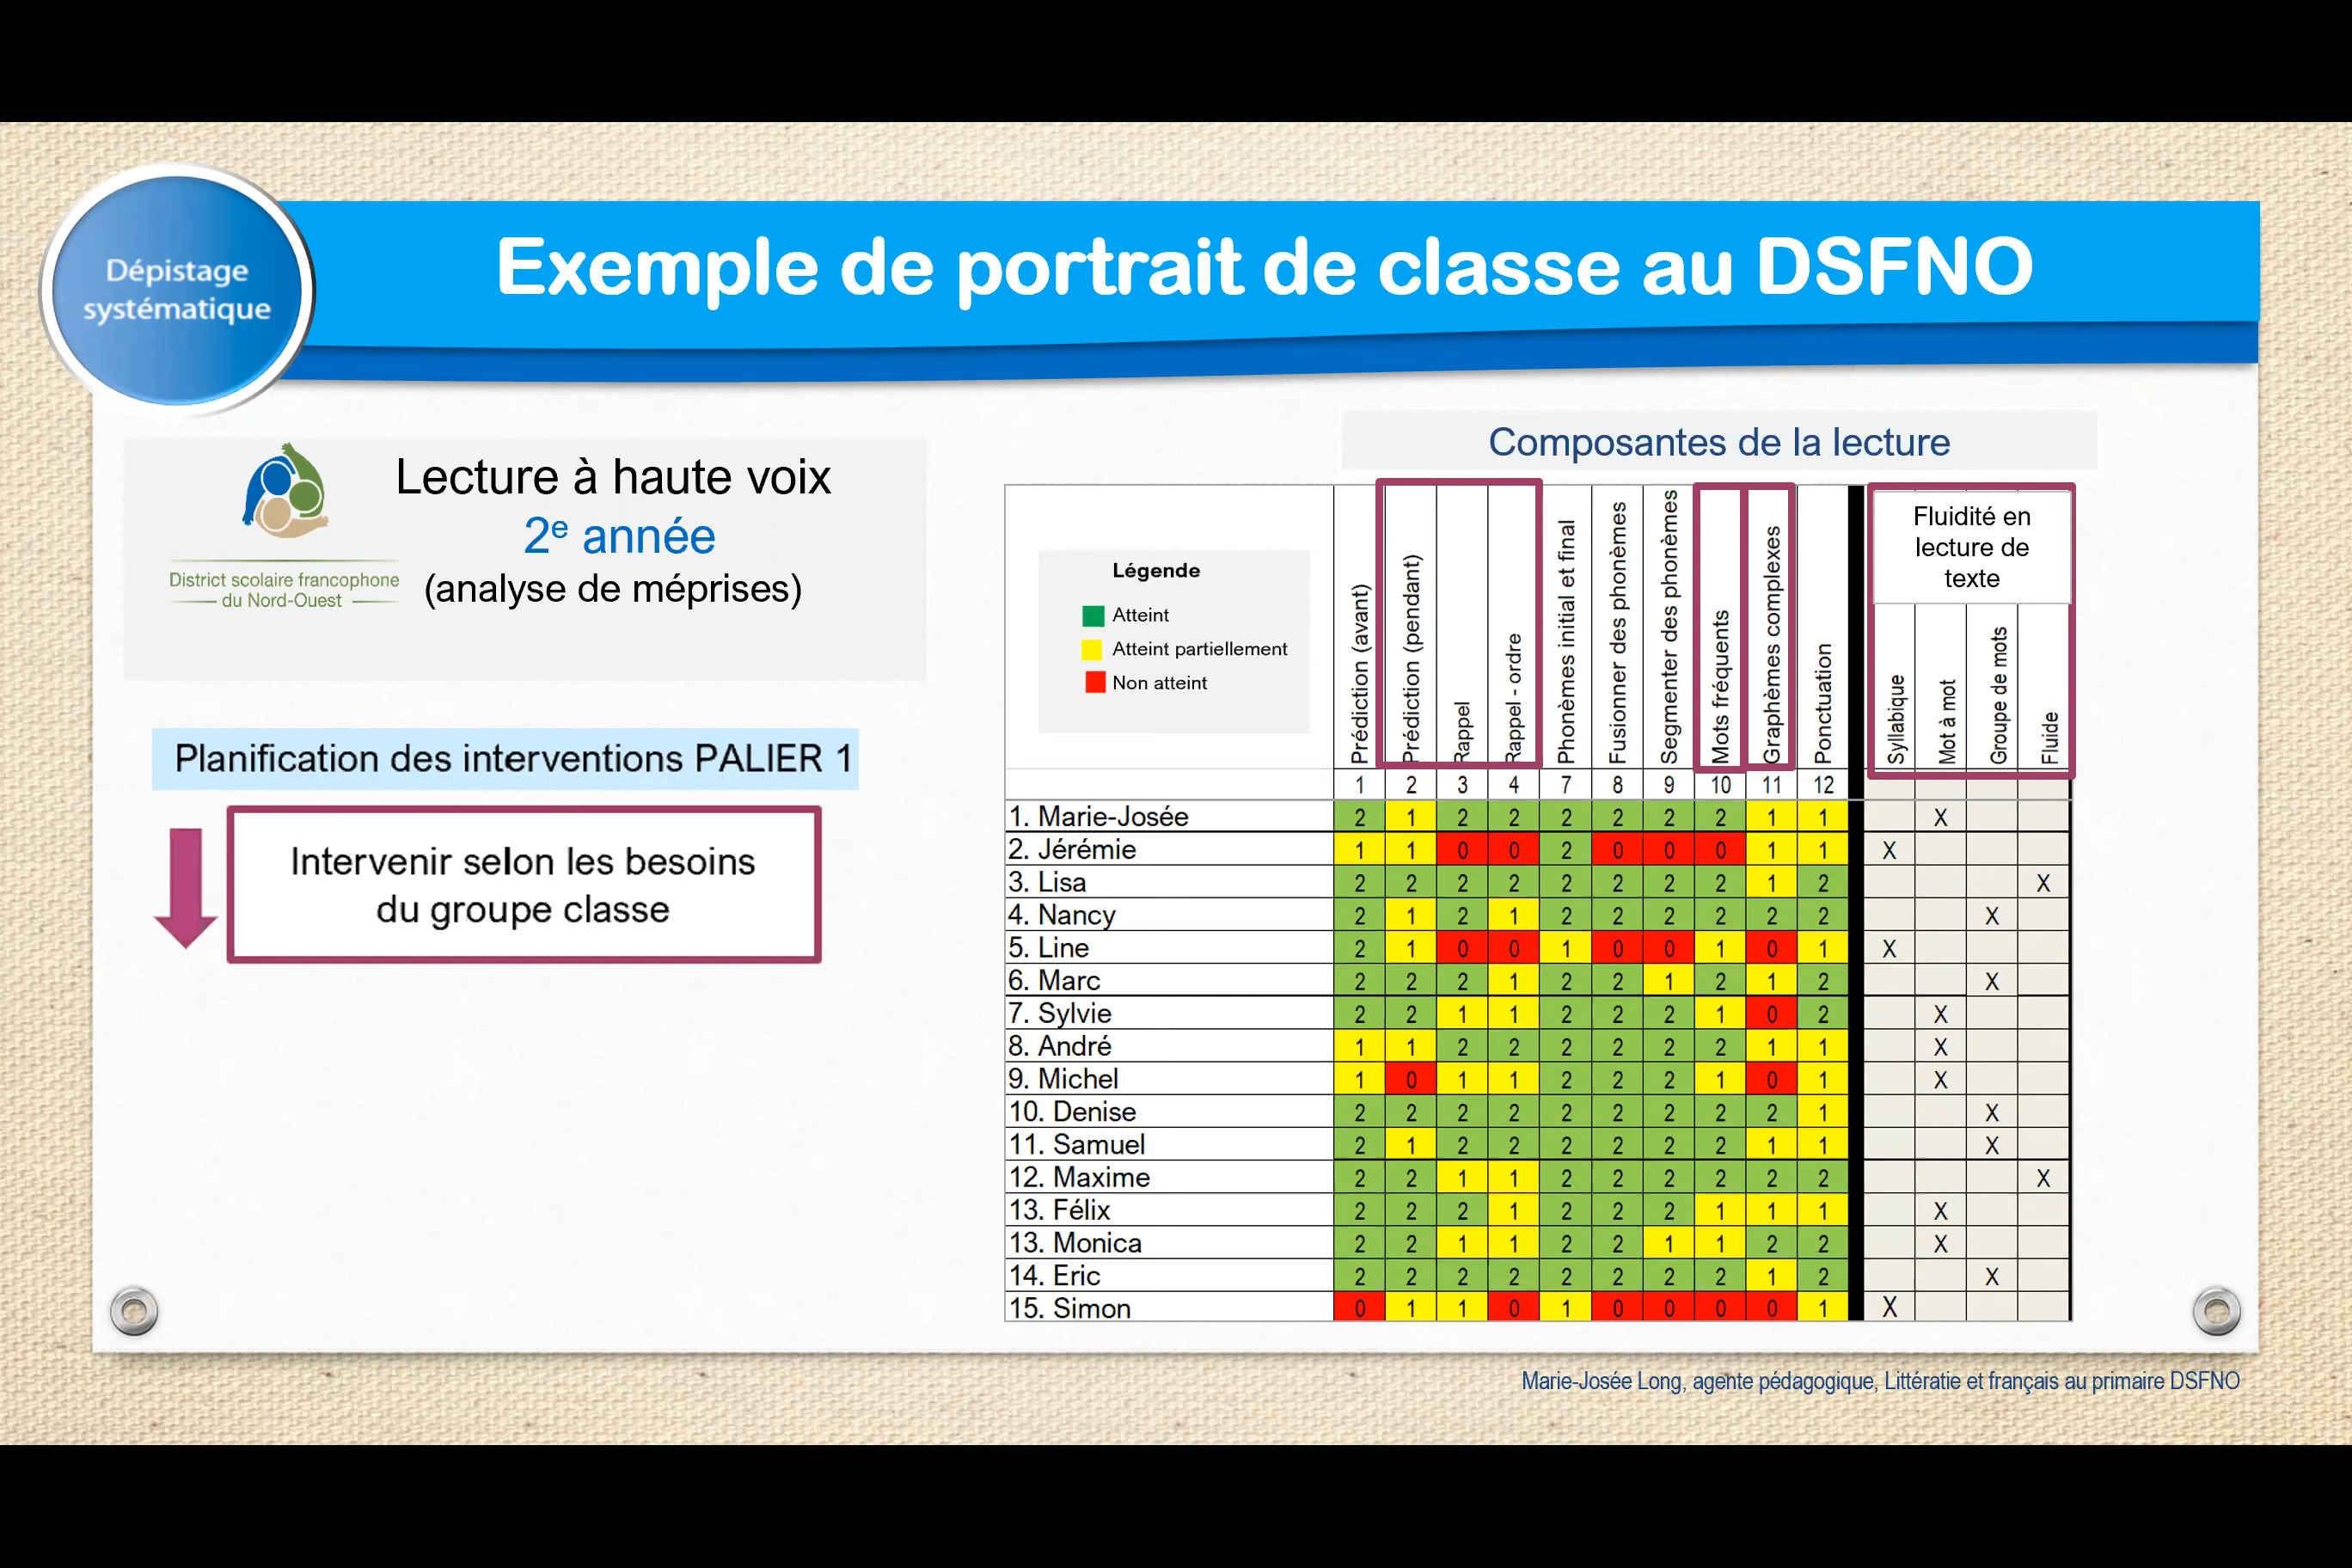 Dépistage
systématique
Exemple de portrait de classe au DSFNO
District scolaire francophone
du Nord-Ouest
Lecture à haute voix
2e année
(analyse de méprises)
Planification des interventions PALIER 1
Intervenir selon les besoins
du groupe classe
Composantes de la lecture
Légende
Atteint
Atteint partiellement
Non atteint
Prédiction (avant)
Prédiction (pendant)
Rappel
Rappel - ordre
Phonèmes initial et final
Fusionner des phonèmes
Segmenter des phonèmes
Mots fréquents
Graphèmes complexes
Ponctuation
Fluidité en
lecture de
texte
Syllabique
Mot à mot
Groupe de mots
Fluide
1 2 3 4 7 8 9 10 11 12
1. Marie-Josée 2 1 2 2 2 2 2 2 1 1 X
2. Jérémie 1 1 0 0 2 0 0 0 1 1 X
3. Lisa 2 2 2 2 2 2 2 2 1 2 X
4. Nancy 2 1 2 1 2 2 2 2 2 2 X
5. Line 2 1 0 0 1 0 0 1 0 1 X
6. Marc 2 2 2 1 2 2 1 2 1 2 X
7. Sylvie 2 2 1 1 2 2 2 1 0 2 X
8. André 1 1 2 2 2 2 2 2 1 1 X
9. Michel 1 0 1 1 2 2 2 1 0 1 X
10. Denise 2 2 2 2 2 2 2 2 2 1 X
11. Samuel 2 1 2 2 2 2 2 2 1 1 X
12. Maxime 2 2 1 1 2 2 2 2 2 2 X
13. Félix 2 2 2 1 2 2 2 1 1 1 X
13. Monica 2 2 1 1 2 2 1 1 2 2 X
14. Eric 2 2 2 2 2 2 2 2 1 2 X
15. Simon 0 1 1 0 1 0 0 0 0 1 X
Marie-Josée Long, agente pédagogique, Littératie et français au primaire DSFNO